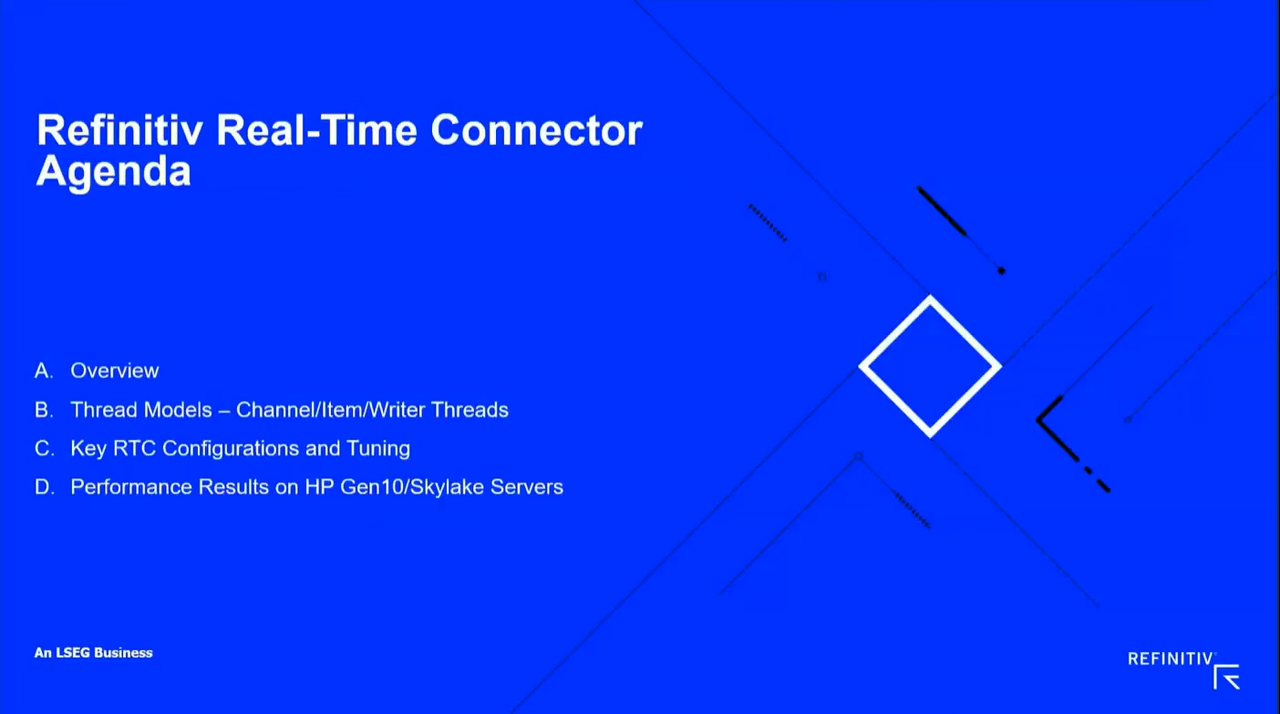 Refinitiv Real-Time Connector
Agenda
A. Overview
B. Thread Models – Channel/Item/Writer Threads
C. Key RTC Configurations and Tuning
D. Performance Results on HP Gen10/Skylake Servers
An LSEG Business
REFINITIV